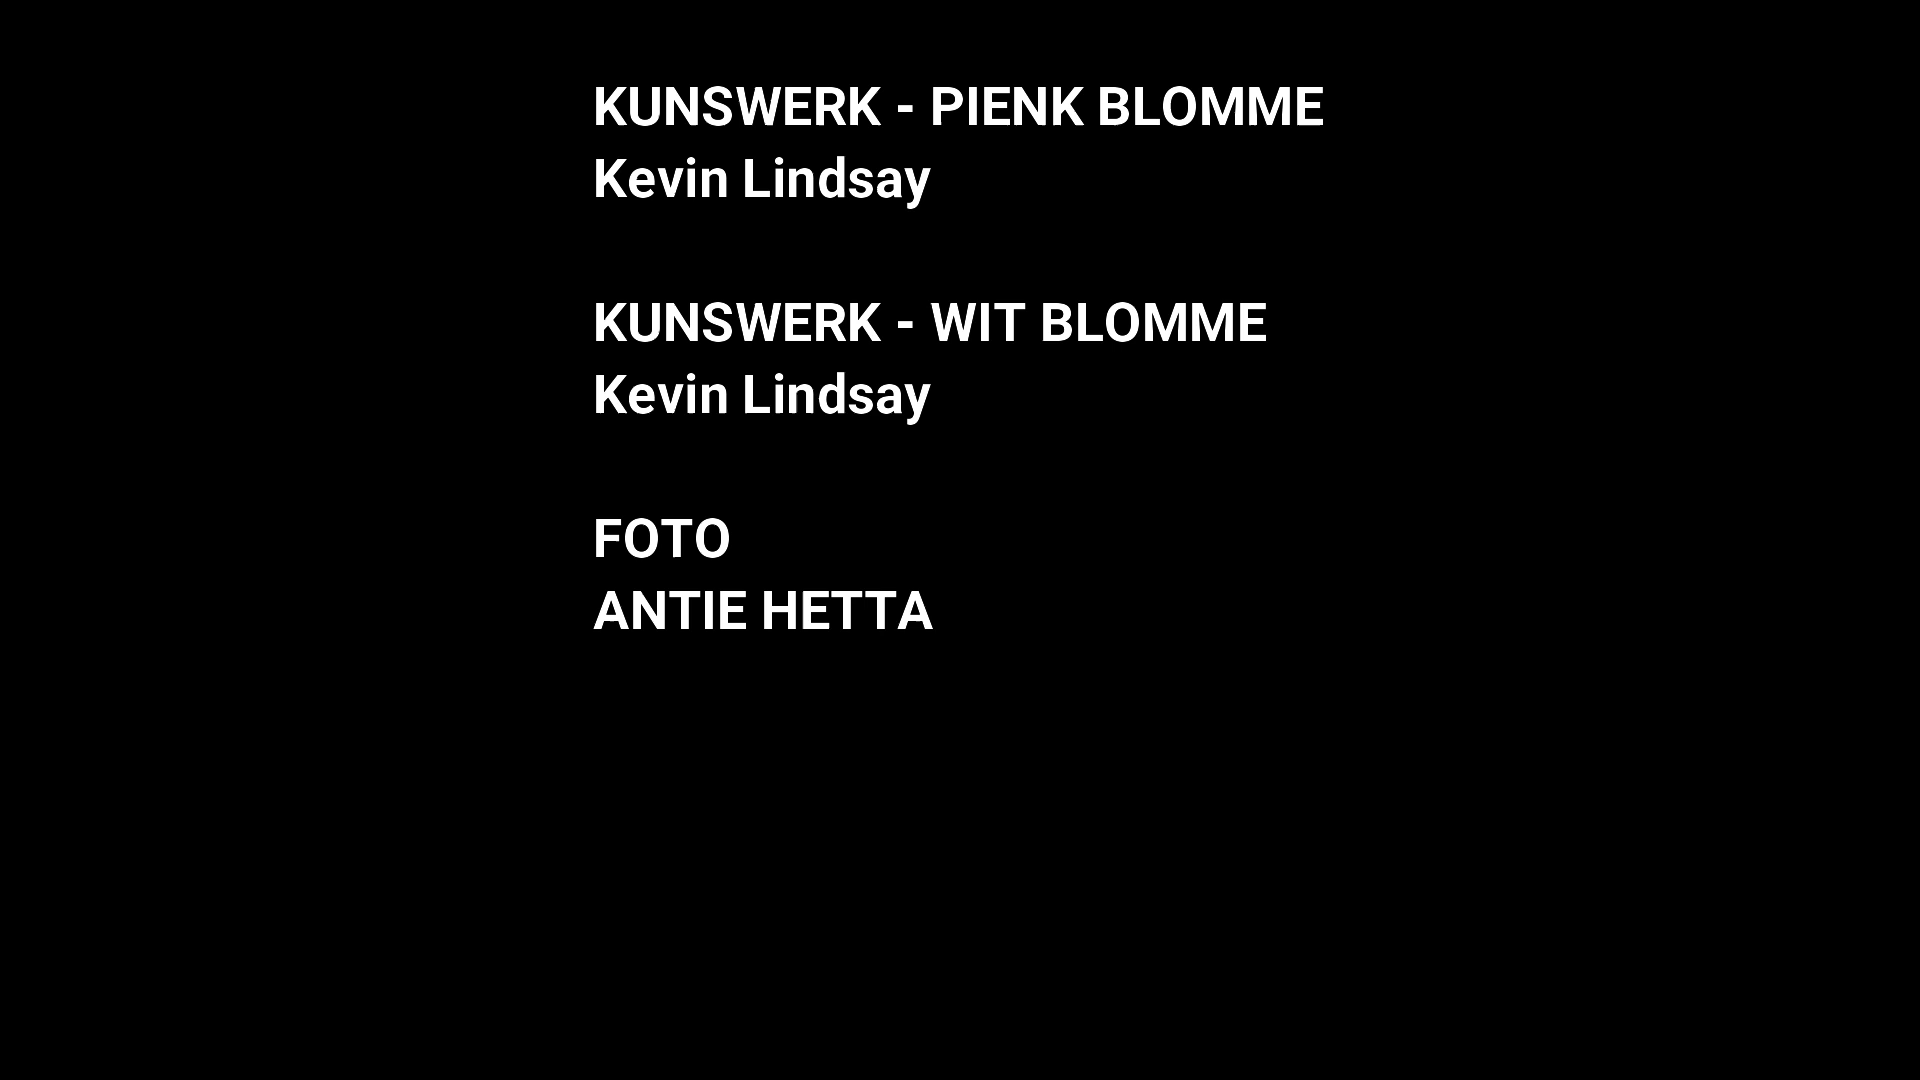 KUNSWERK - PIENK BLOMME
Kevin Lindsay
KUNSWERK - WIT BLOMME
Kevin Lindsay
FOTO
ANTIE HETTA